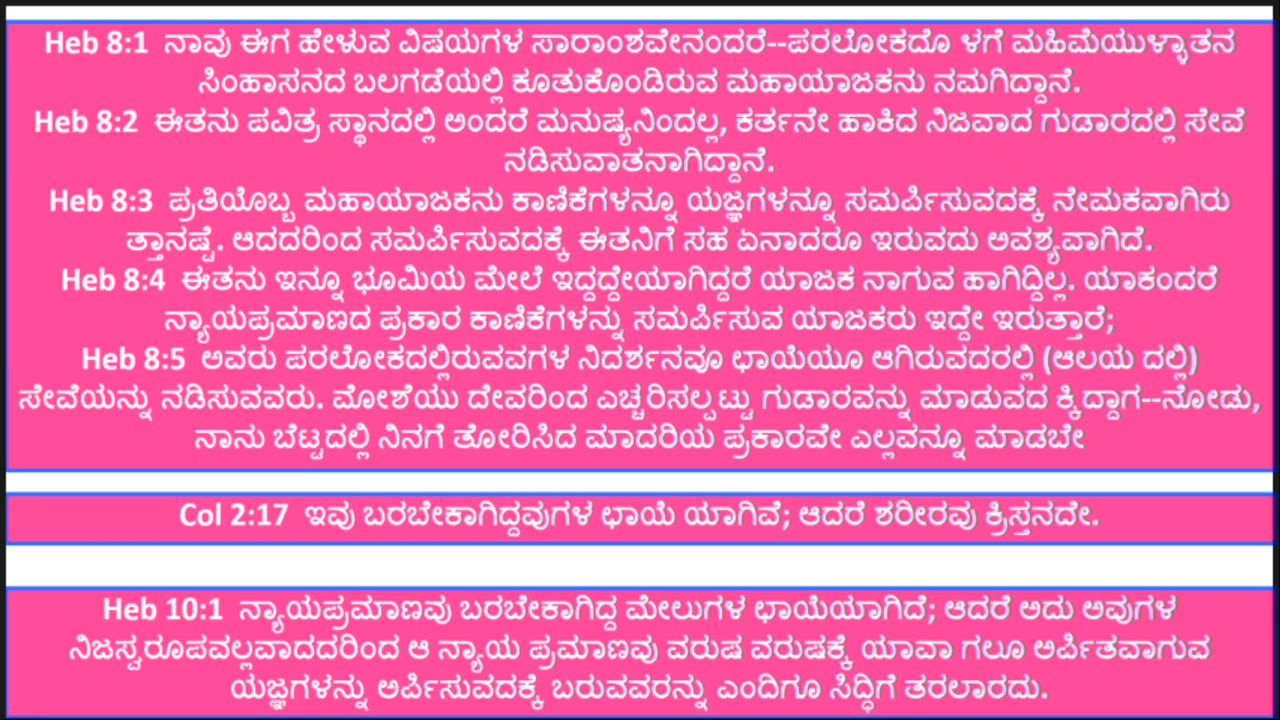 Heb 8:1 ನಾವು ಈಗ ಹೇಳುವ ವಿಷಯಗಳ ಸಾರಾಂಶವೇನಂದರೆ--ಪರಲೋಕದೊ ಳಗೆ ಮಹಿಮೆಯುಳ್ಳಾತನ
ಸಿಂಹಾಸನದ ಬಲಗಡೆಯಲ್ಲಿ ಕೂತುಕೊಂಡಿರುವ ಮಹಾಯಾಜಕನು ನಮಗಿದ್ದಾನೆ.
Heb 8:2 ಈತನು ಪವಿತ್ರ ಸ್ಥಾನದಲ್ಲಿ ಅಂದರೆ ಮನುಷ್ಯನಿಂದಲ್ಲ, ಕರ್ತನೇ ಹಾಕಿದ ನಿಜವಾದ ಗುಡಾರದಲ್ಲಿ ಸೇವೆ
ನಡಿಸುವಾತನಾಗಿದ್ದಾನೆ.
Heb 8:3 ಪ್ರತಿಯೊಬ್ಬ ಮಹಾಯಾಜಕನು ಕಾಣಿಕೆಗಳನ್ನೂ ಯಜ್ಞಗಳನ್ನೂ ಸಮರ್ಪಿಸುವದಕ್ಕೆ ನೇಮಕವಾಗಿರು
ತ್ತಾನಷ್ಟೆ. ಆದದರಿಂದ ಸಮರ್ಪಿಸುವದಕ್ಕೆ ಈತನಿಗೆ ಸಹ ಏನಾದರೂ ಇರುವದು ಅವಶ್ಯವಾಗಿದೆ.
Heb 8:4 ಈತನು ಇನ್ನೂ ಭೂಮಿಯ ಮೇಲೆ ಇದ್ದದ್ದೇಯಾಗಿದ್ದರೆ ಯಾಜಕ ನಾಗುವ ಹಾಗಿದ್ದಿಲ್ಲ. ಯಾಕಂದರೆ
ನ್ಯಾಯಪ್ರಮಾಣದ ಪ್ರಕಾರ ಕಾಣಿಕೆಗಳನ್ನು ಸಮರ್ಪಿಸುವ ಯಾಜಕರು ಇದ್ದೇ ಇರುತ್ತಾರೆ;
Heb 8:5 ಅವರು ಪರಲೋಕದಲ್ಲಿರುವವಗಳ ನಿದರ್ಶನವೂ ಛಾಯೆಯೂ ಆಗಿರುವದರಲ್ಲಿ (ಆಲಯ ದಲ್ಲಿ)
ಸೇವೆಯನ್ನು ನಡಿಸುವವರು. ಮೋಶೆಯು ದೇವರಿಂದ ಎಚ್ಚರಿಸಲ್ಪಟ್ಟು ಗುಡಾರವನ್ನು ಮಾಡುವದ ಕ್ಕಿದ್ದಾಗ--ನೋಡು,
ನಾನು ಬೆಟ್ಟದಲ್ಲಿ ನಿನಗೆ ತೋರಿಸಿದ ಮಾದರಿಯ ಪ್ರಕಾರವೇ ಎಲ್ಲವನ್ನೂ ಮಾಡಬೇ
Col 2:17 ಇವು ಬರಬೇಕಾಗಿದ್ದವುಗಳ ಛಾಯೆ ಯಾಗಿವೆ; ಆದರೆ ಶರೀರವು ಕ್ರಿಸ್ತನದೇ.
Heb 10:1 ನ್ಯಾಯಪ್ರಮಾಣವು ಬರಬೇಕಾಗಿದ್ದ ಮೇಲುಗಳ ಛಾಯೆಯಾಗಿದೆ; ಆದರೆ ಅದು ಅವುಗಳ
ನಿಜಸ್ವರೂಪವಲ್ಲವಾದದರಿಂದ ಆ ನ್ಯಾಯ ಪ್ರಮಾಣವು ವರುಷ ವರುಷಕ್ಕೆ ಯಾವಾ ಗಲೂ ಅರ್ಪಿತವಾಗುವ
ಯಜ್ಞಗಳನ್ನು ಅರ್ಪಿಸುವದಕ್ಕೆ ಬರುವವರನ್ನು ಎಂದಿಗೂ ಸಿದ್ಧಿಗೆ ತರಲಾರದು.